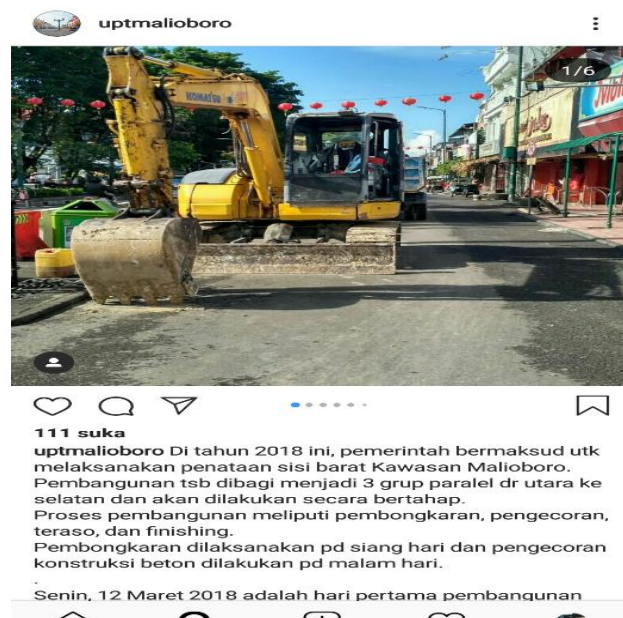 uptmalioboro
1/6
KOMATSU
111 suka
uptmalioboro Di tahun 2018 ini, pemerintah bermaksud utk
melaksanakan penataan sisi barat Kawasan Malioboro.
Pembangunan tsb dibagi menjadi 3 grup paralel dr utara ke
selatan dan akan dilakukan secara bertahap.
Proses pembangunan meliputi pembongkaran, pengecoran,
teraso, dan finishing.
Pembongkaran dilaksanakan pd siang hari dan pengecoran
konstruksi beton dilakukan pd malam hari.
.
Senin, 12 Maret 2018 adalah hari pertama pembangunan